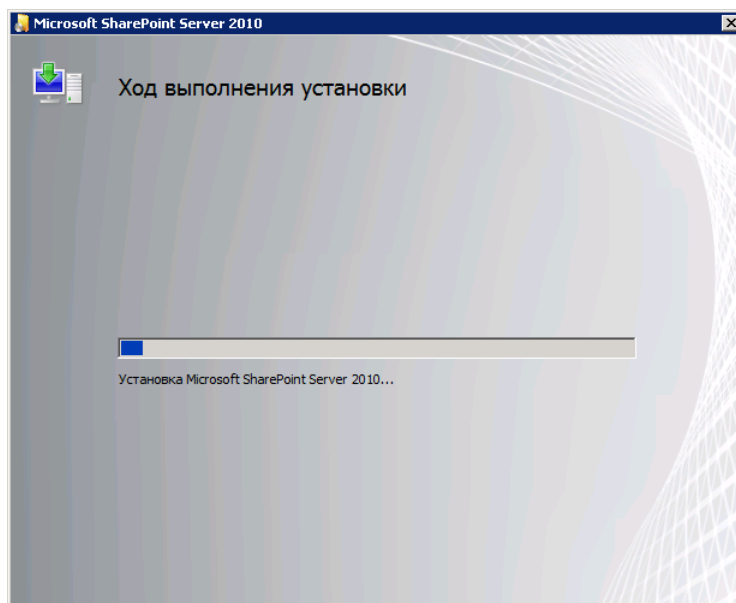 Microsoft SharePoint Server 2010
Ход выполнения установки
Установка Microsoft SharePoint Server 2010...